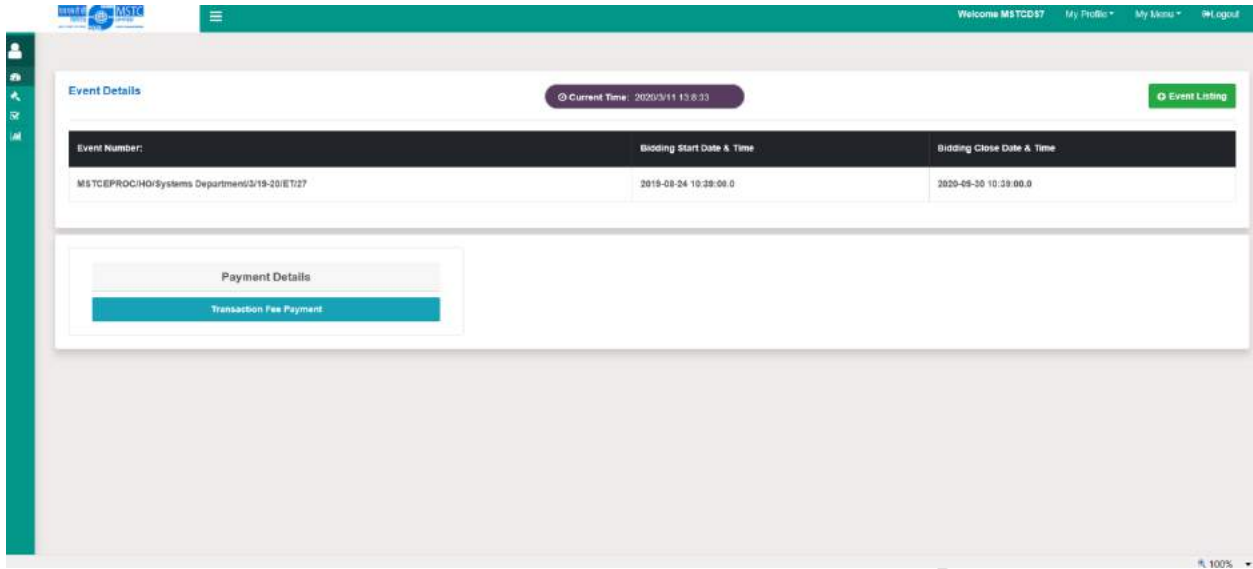 MSTC
Welcome MSTCD57 My Profile My Menu Logout
Event Details
Current Time: 2020/3/11 13:8:33
Event Listing
Event Number: Bidding Start Date & Time Bidding Close Date & Time
MSTCEPROC/HO/Systems Department/3/19-20/ET/27 2019-08-24 10:39:00.0 2020-09-30 10:39:00.0
Payment Details
Transaction Fee Payment
100%